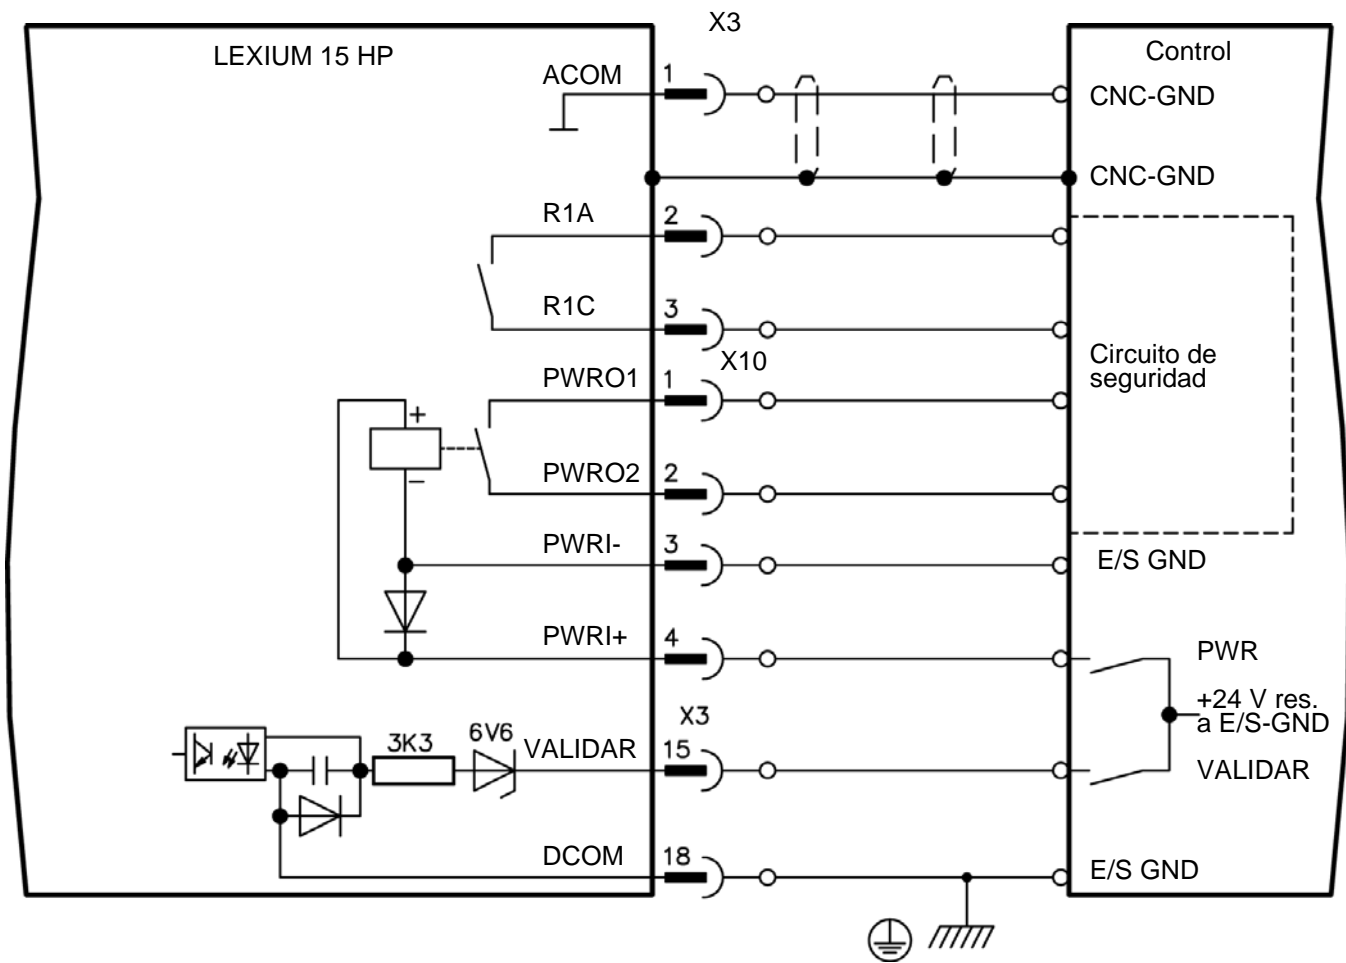 X3
LEXIUM 15 HP
Control
ACOM
1
CNC-GND
CNC-GND
R1A
2
R1C
3
Circuito de
seguridad
X10
PWRO1
1
+
PWRO2
2
−
PWRI-
3
E/S GND
PWRI+
4
PWR
+24 V res.
a E/S-GND
X3
3K3
6V6
VALIDAR
15
VALIDAR
DCOM
18
E/S GND